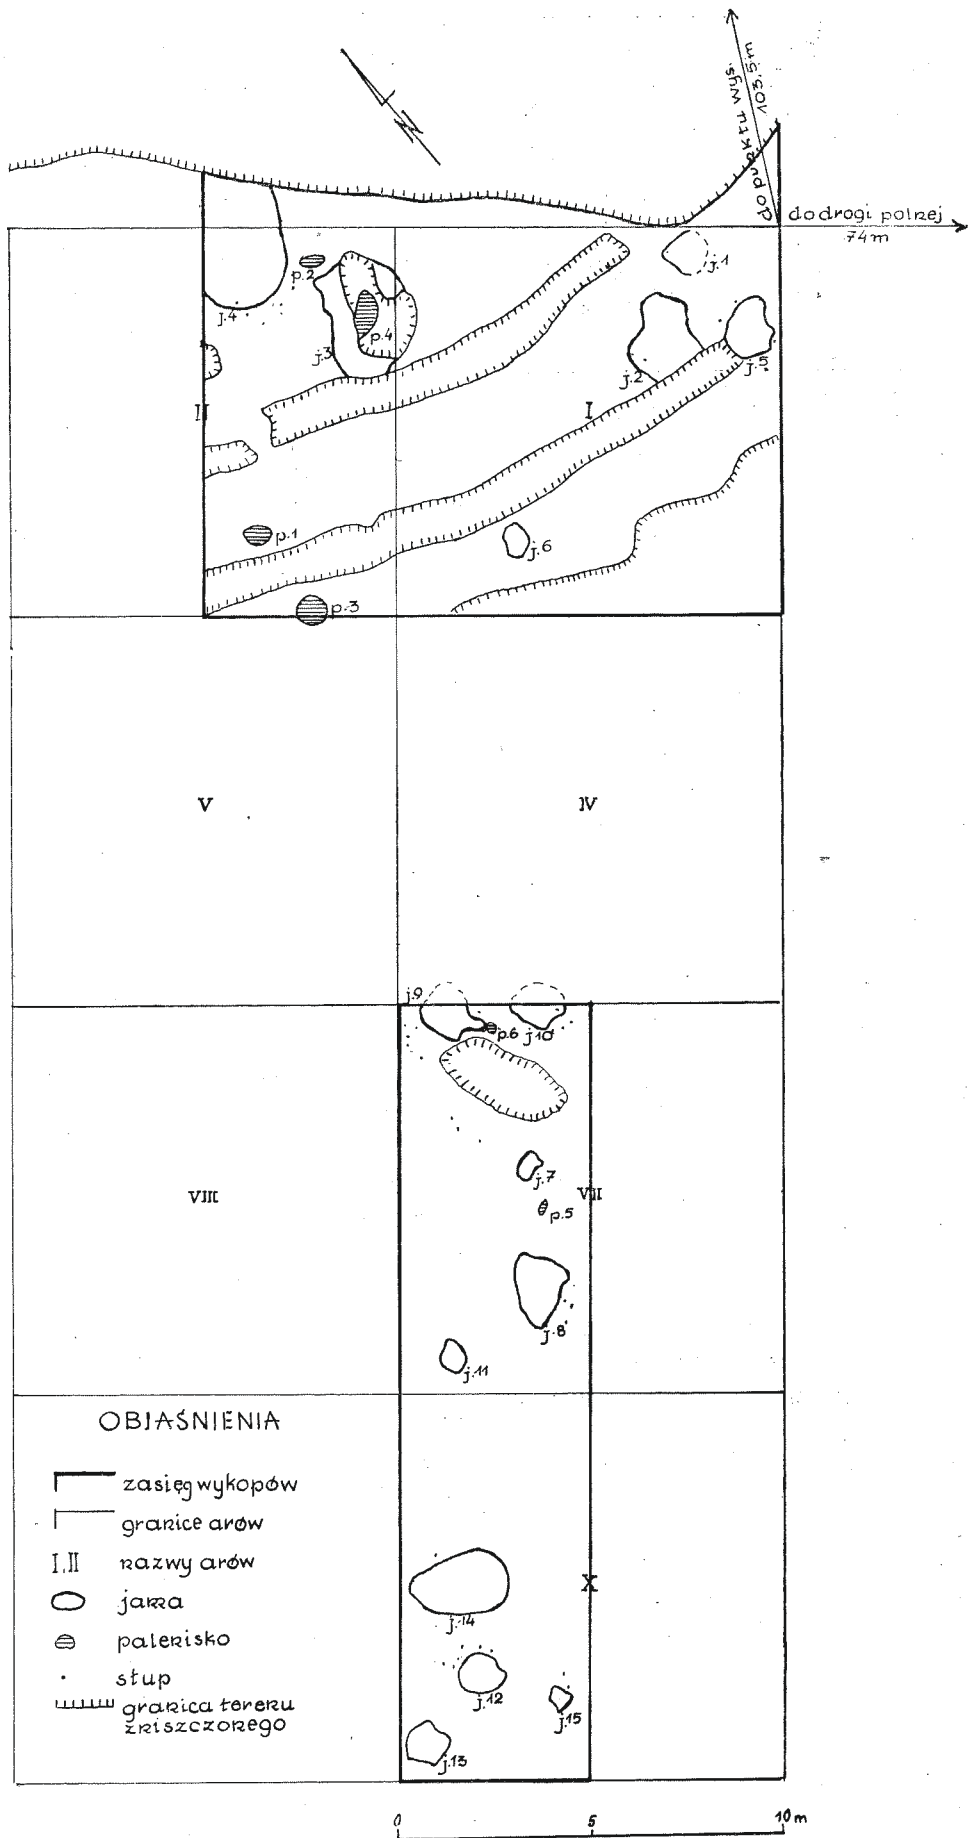 N
do punktu wys.
103,5 m
do drogi polnej
74 m
j.1
p.2
j.4
p.4
j.3
j.2
j.5
II
I
p.1
j.6
p.3
V
IV
j.9
p.6
j10
j.7
VIII
VII
p.5
j.8
j.11
OBJAŚNIENIA
zasięg wykopów
granice arów
I, II nazwy arów
jama
palenisko
słup
granica terenu
zniszczonego
X
j.14
j.12
j.15
j.13
0 5 10 m